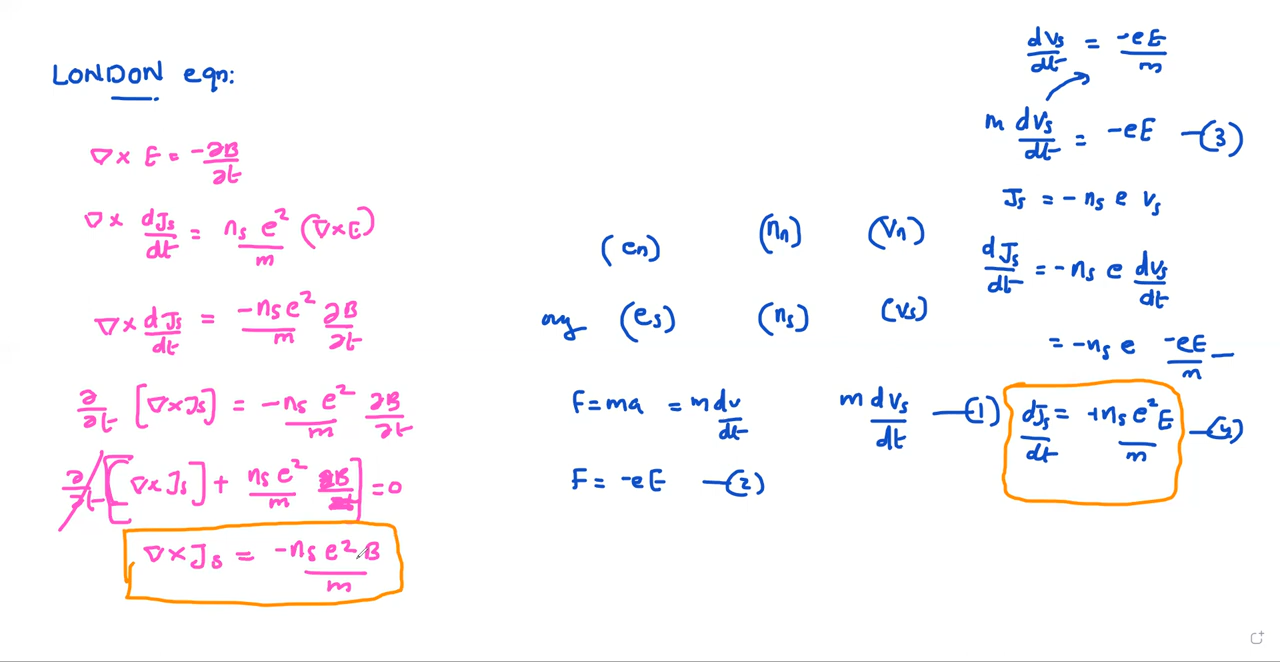 LONDON eqn:
∇ × E = -∂B/∂t
∇ × dJs/dt = ns e²/m (∇×E)
∇ × dJs/dt = -ns e²/m ∂B/∂t
∂/∂t [∇×Js] = -ns e²/m ∂B/∂t
∂/∂t [[∇×Js] + ns e²/m B] = 0
∇×Js = -ns e² B/m
(en) (nn) (vn)
(es) (ns) (vs)
F = ma = m dv/dt
m dvs/dt —(1)
F = -eE —(2)
dvs/dt = -eE/m
m dvs/dt = -eE —(3)
Js = - ns e vs
dJs/dt = - ns e dvs/dt
= -ns e -eE/m —
dJs/dt = +ns e² E/m —(4)